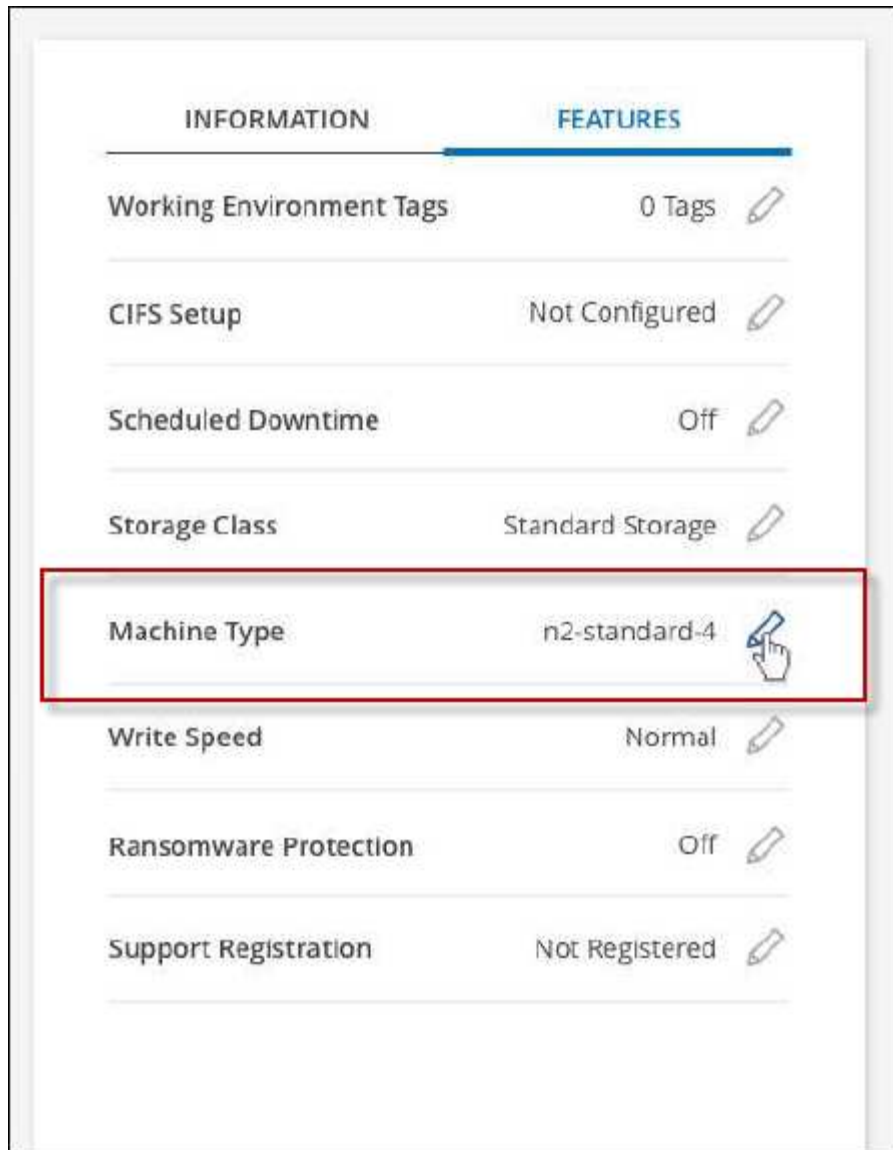 INFORMATION FEATURES
Working Environment Tags 0 Tags
CIFS Setup Not Configured
Scheduled Downtime Off
Storage Class Standard Storage
Machine Type n2-standard-4
Write Speed Normal
Ransomware Protection Off
Support Registration Not Registered